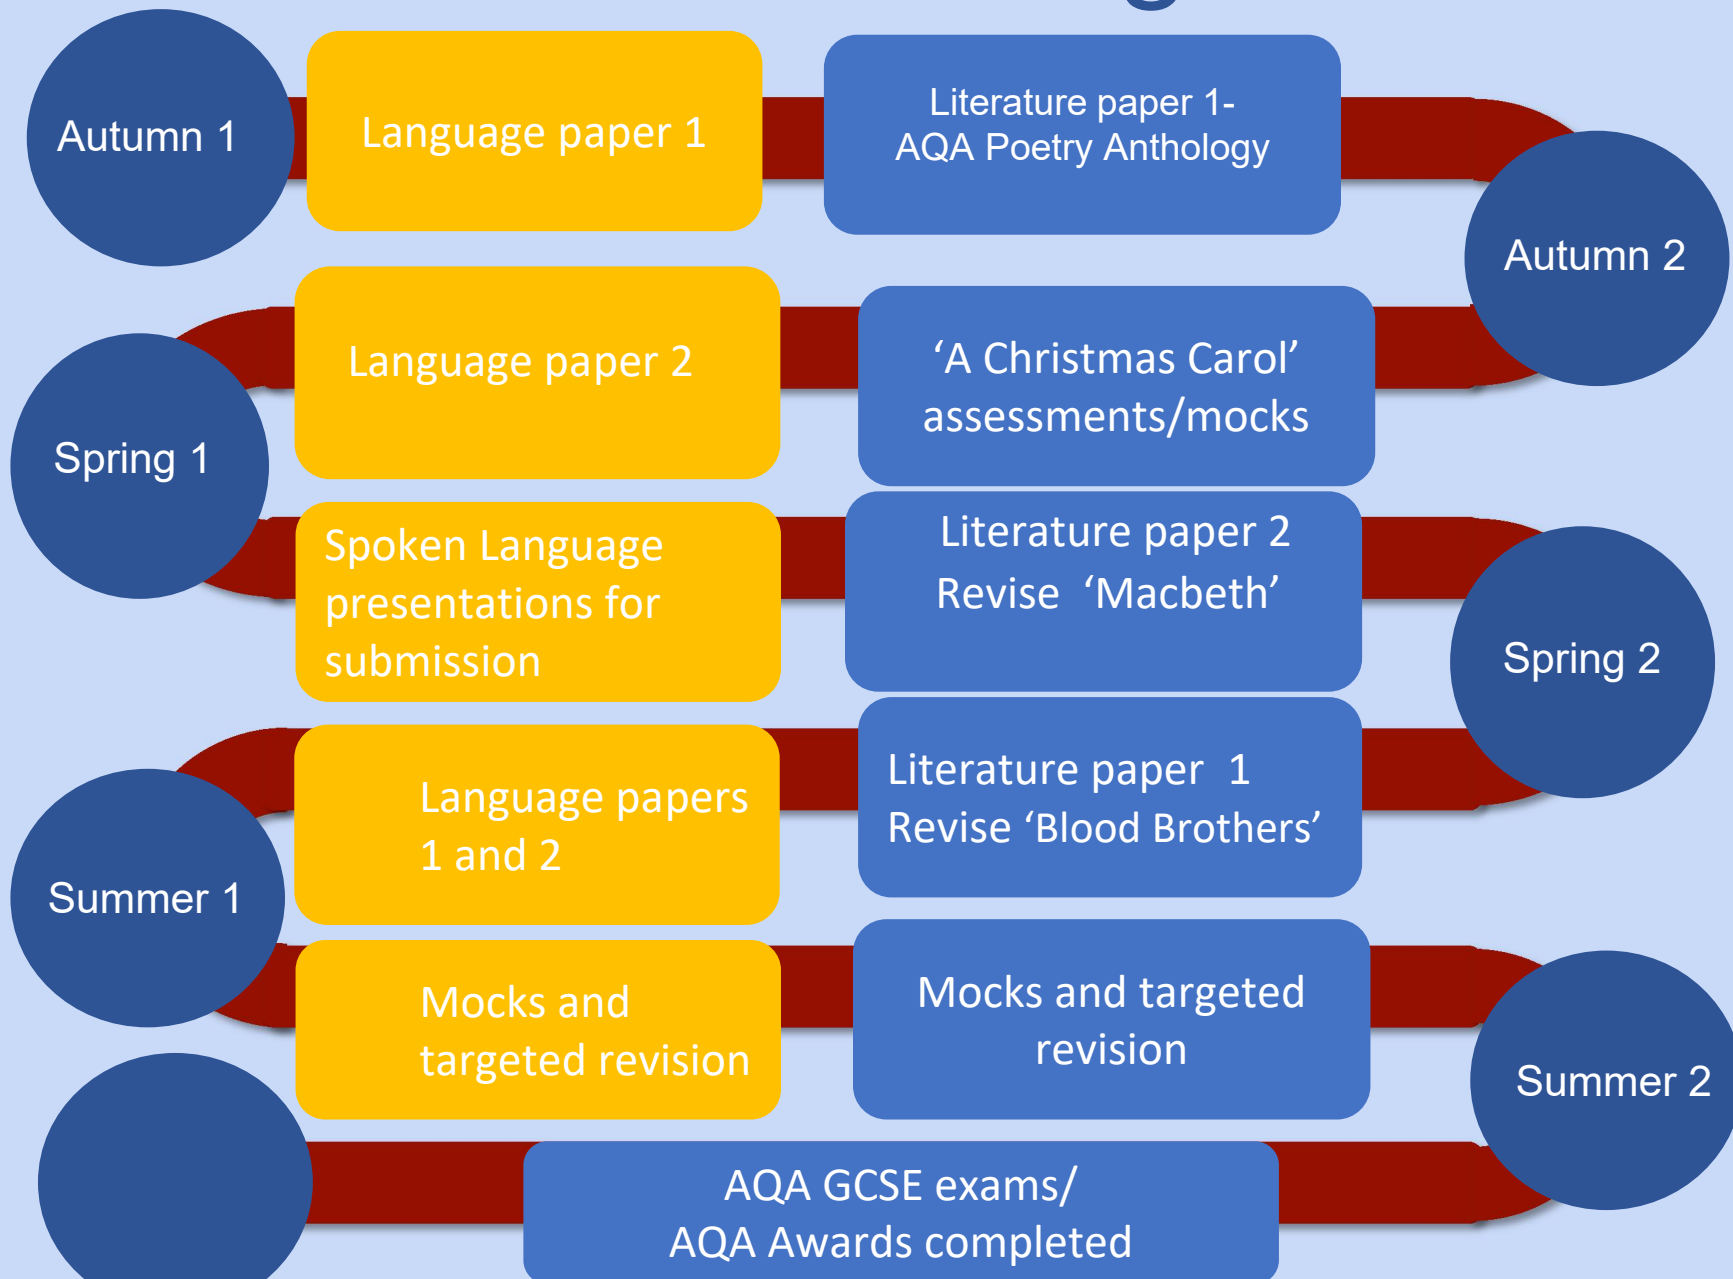 Autumn 1
Language paper 1
Literature paper 1-
AQA Poetry Anthology
Autumn 2
Language paper 2
‘A Christmas Carol’
assessments/mocks
Spring 1
Spoken Language
presentations for
submission
Literature paper 2
Revise ‘Macbeth’
Spring 2
Language papers
1 and 2
Literature paper 1
Revise ‘Blood Brothers’
Summer 1
Mocks and
targeted revision
Mocks and targeted
revision
Summer 2
AQA GCSE exams/
AQA Awards completed